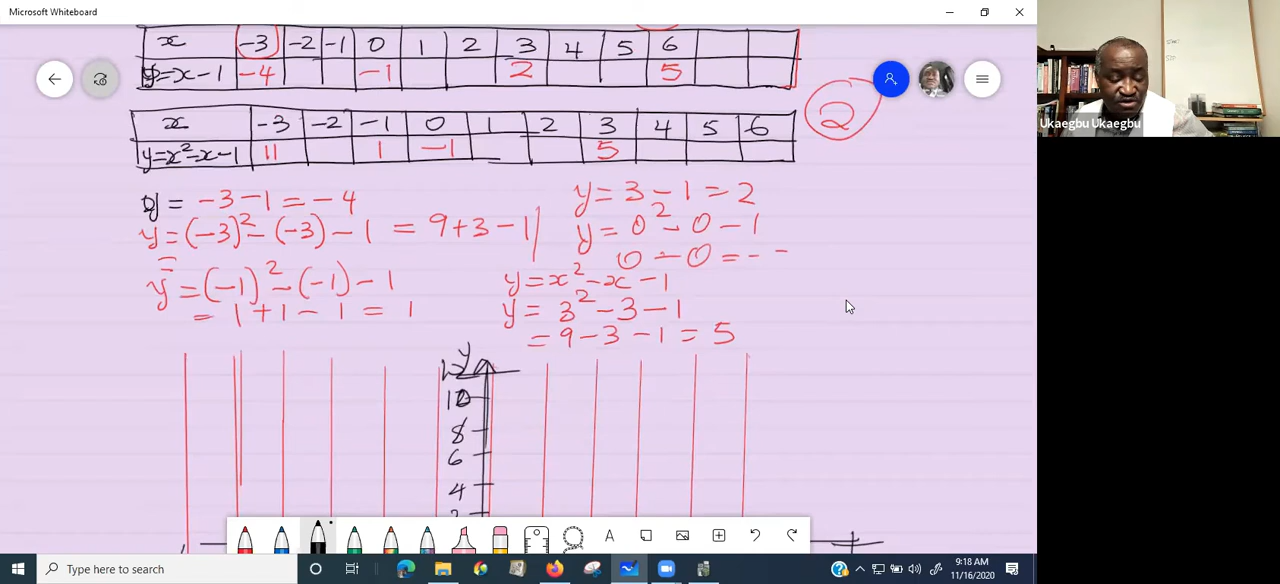 Microsoft Whiteboard
x -3 -2 -1 0 1 2 3 4 5 6
y=x-1 -4 -1 2 5
x -3 -2 -1 0 1 2 3 4 5 6
y=x²-x-1 11 1 -1 5
2
Ukaegbu Ukaegbu
y = -3-1 = -4
y = 3-1 = 2
y = (-3)² - (-3) - 1 = 9+3-1
y = 0² - 0 - 1
0 - 0 = - -
y = (-1)² - (-1) - 1
= 1+1-1 = 1
y = x² - x - 1
y = 3² - 3 - 1
= 9-3-1 = 5
y
10
8
6
4
Type here to search
9:18 AM
11/16/2020